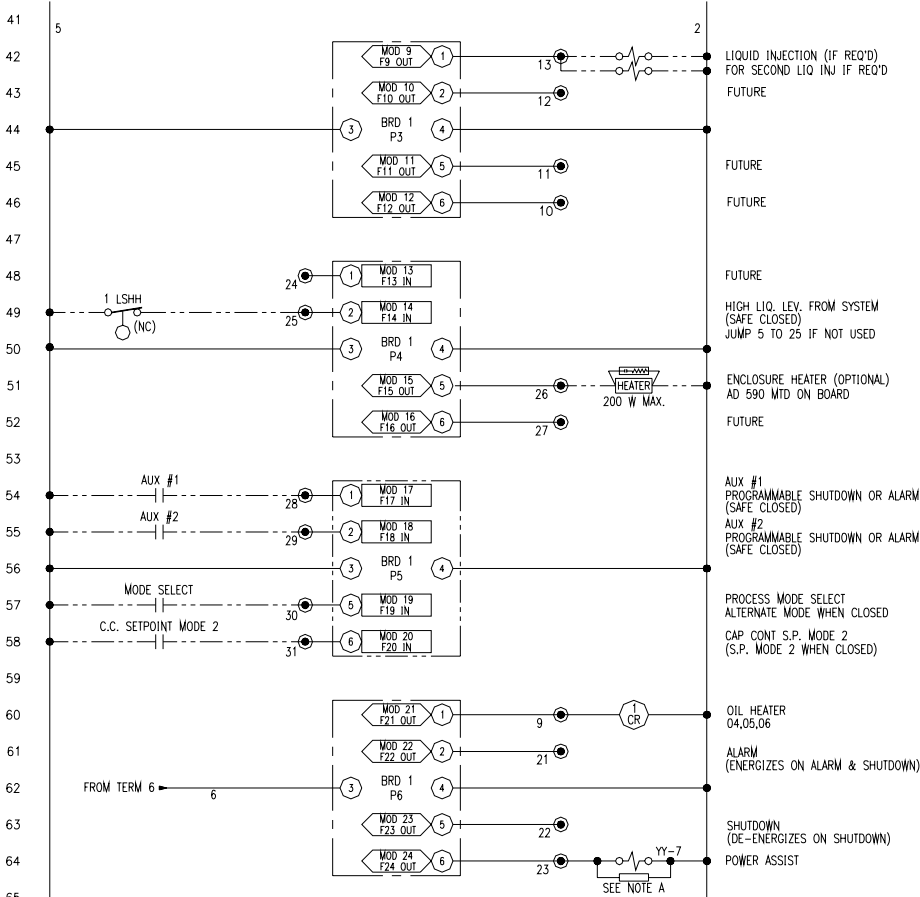 41
5
2
42
MOD 9
F9 OUT
1
13
LIQUID INJECTION (IF REQ'D)
FOR SECOND LIQ INJ IF REQ'D
43
MOD 10
F10 OUT
2
12
FUTURE
44
3
BRD 1
P3
4
45
MOD 11
F11 OUT
5
11
FUTURE
46
MOD 12
F12 OUT
6
10
FUTURE
47
48
24
1
MOD 13
F13 IN
FUTURE
49
1 LSHH
(NC)
25
2
MOD 14
F14 IN
HIGH LIQ. LEV. FROM SYSTEM
(SAFE CLOSED)
JUMP 5 TO 25 IF NOT USED
50
3
BRD 1
P4
4
51
MOD 15
F15 OUT
5
26
HEATER
200 W MAX.
ENCLOSURE HEATER (OPTIONAL)
AD 590 MTD ON BOARD
52
MOD 16
F16 OUT
6
27
FUTURE
53
54
AUX #1
28
1
MOD 17
F17 IN
AUX #1
PROGRAMMABLE SHUTDOWN OR ALARM
(SAFE CLOSED)
55
AUX #2
29
2
MOD 18
F18 IN
AUX #2
PROGRAMMABLE SHUTDOWN OR ALARM
(SAFE CLOSED)
56
3
BRD 1
P5
4
57
MODE SELECT
30
5
MOD 19
F19 IN
PROCESS MODE SELECT
ALTERNATE MODE WHEN CLOSED
58
C.C. SETPOINT MODE 2
31
6
MOD 20
F20 IN
CAP CONT S.P. MODE 2
(S.P. MODE 2 WHEN CLOSED)
59
60
MOD 21
F21 OUT
1
9
1
CR
OIL HEATER
04,05,06
61
MOD 22
F22 OUT
2
21
ALARM
(ENERGIZES ON ALARM & SHUTDOWN)
62
FROM TERM 6
6
3
BRD 1
P6
4
63
MOD 23
F23 OUT
5
22
SHUTDOWN
(DE-ENERGIZES ON SHUTDOWN)
64
MOD 24
F24 OUT
6
23
YY-7
SEE NOTE A
POWER ASSIST